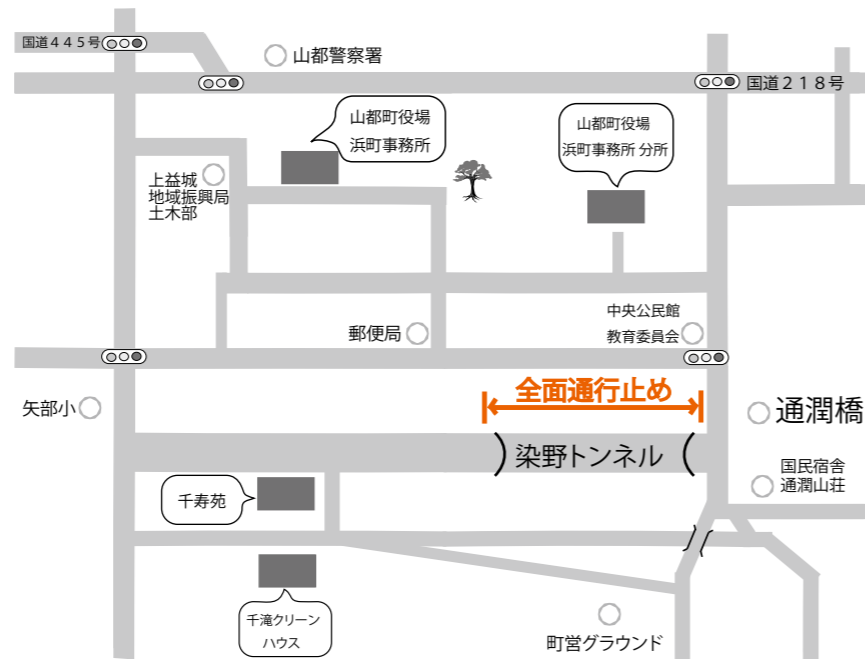 国道４４５号
山都警察署
国道２１８号
山都町役場
浜町事務所
山都町役場
浜町事務所 分所
上益城
地域振興局
土木部
中央公民館
教育委員会
郵便局
全面通行止め
矢部小
通潤橋
染野トンネル
国民宿舎
通潤山荘
千寿苑
千滝クリーン
ハウス
町営グラウンド